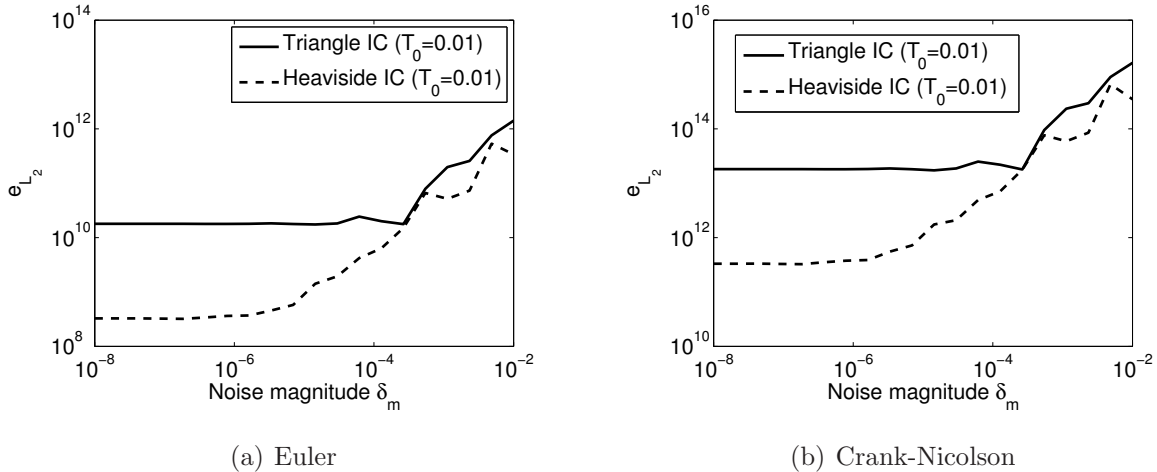 10^14
10^12
10^10
10^8
e_L_2
10^−8
10^−6
10^−4
10^−2
Noise magnitude δ_m
Triangle IC (T_0=0.01)
Heaviside IC (T_0=0.01)
(a) Euler
10^16
10^14
10^12
10^10
e_L_2
10^−8
10^−6
10^−4
10^−2
Noise magnitude δ_m
Triangle IC (T_0=0.01)
Heaviside IC (T_0=0.01)
(b) Crank-Nicolson